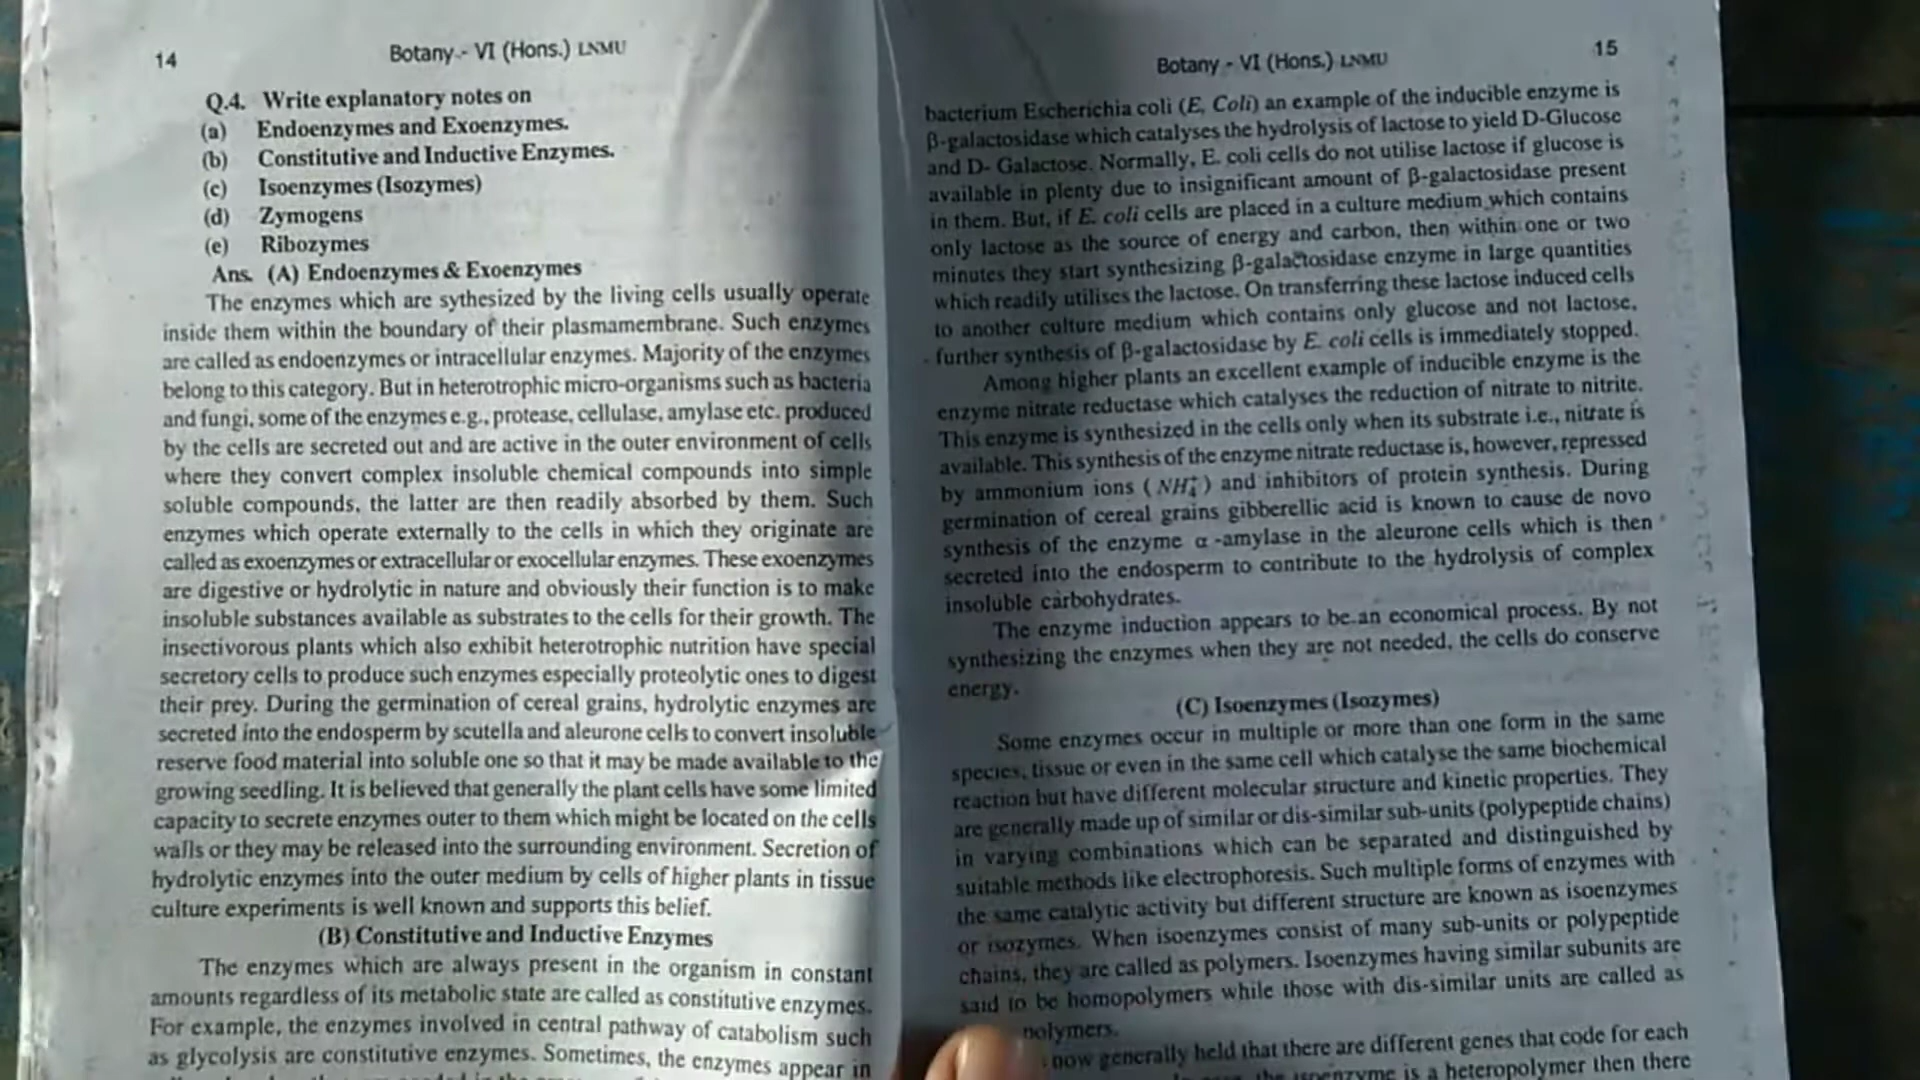 14
Botany - VI (Hons.) LNMU
Q.4. Write explanatory notes on
(a) Endoenzymes and Exoenzymes.
(b) Constitutive and Inductive Enzymes.
(c) Isoenzymes (Isozymes)
(d) Zymogens
(e) Ribozymes
Ans. (A) Endoenzymes & Exoenzymes
The enzymes which are sythesized by the living cells usually operate
inside them within the boundary of their plasmamembrane. Such enzymes
are called as endoenzymes or intracellular enzymes. Majority of the enzymes
belong to this category. But in heterotrophic micro-organisms such as bacteria
and fungi, some of the enzymes e.g., protease, cellulase, amylase etc. produced
by the cells are secreted out and are active in the outer environment of cells
where they convert complex insoluble chemical compounds into simple
soluble compounds, the latter are then readily absorbed by them. Such
enzymes which operate externally to the cells in which they originate are
called as exoenzymes or extracellular or exocellular enzymes. These exoenzymes
are digestive or hydrolytic in nature and obviously their function is to make
insoluble substances available as substrates to the cells for their growth. The
insectivorous plants which also exhibit heterotrophic nutrition have special
secretory cells to produce such enzymes especially proteolytic ones to digest
their prey. During the germination of cereal grains, hydrolytic enzymes are
secreted into the endosperm by scutella and aleurone cells to convert insoluble
reserve food material into soluble one so that it may be made available to the
growing seedling. It is believed that generally the plant cells have some limited
capacity to secrete enzymes outer to them which might be located on the cells
walls or they may be released into the surrounding environment. Secretion of
hydrolytic enzymes into the outer medium by cells of higher plants in tissue
culture experiments is well known and supports this belief.
(B) Constitutive and Inductive Enzymes
The enzymes which are always present in the organism in constant
amounts regardless of its metabolic state are called as constitutive enzymes.
For example, the enzymes involved in central pathway of catabolism such
as glycolysis are constitutive enzymes. Sometimes, the enzymes appear in
Botany - VI (Hons.) LNMU
15
bacterium Escherichia coli (E, Coli) an example of the inducible enzyme is
β-galactosidase which catalyses the hydrolysis of lactose to yield D-Glucose
and D- Galactose. Normally, E. coli cells do not utilise lactose if glucose is
available in plenty due to insignificant amount of β-galactosidase present
in them. But, if E. coli cells are placed in a culture medium which contains
only lactose as the source of energy and carbon, then within one or two
minutes they start synthesizing β-galactosidase enzyme in large quantities
which readily utilises the lactose. On transferring these lactose induced cells
to another culture medium which contains only glucose and not lactose,
further synthesis of β-galactosidase by E. coli cells is immediately stopped.
Among higher plants an excellent example of inducible enzyme is the
enzyme nitrate reductase which catalyses the reduction of nitrate to nitrite.
This enzyme is synthesized in the cells only when its substrate i.e., nitrate is
available. This synthesis of the enzyme nitrate reductase is, however, repressed
by ammonium ions (NH₄⁺) and inhibitors of protein synthesis. During
germination of cereal grains gibberellic acid is known to cause de novo
synthesis of the enzyme α -amylase in the aleurone cells which is then
secreted into the endosperm to contribute to the hydrolysis of complex
insoluble carbohydrates.
The enzyme induction appears to be an economical process. By not
synthesizing the enzymes when they are not needed, the cells do conserve
energy.
(C) Isoenzymes (Isozymes)
Some enzymes occur in multiple or more than one form in the same
species, tissue or even in the same cell which catalyse the same biochemical
reaction but have different molecular structure and kinetic properties. They
are generally made up of similar or dis-similar sub-units (polypeptide chains)
in varying combinations which can be separated and distinguished by
suitable methods like electrophoresis. Such multiple forms of enzymes with
the same catalytic activity but different structure are known as isoenzymes
or isozymes. When isoenzymes consist of many sub-units or polypeptide
chains, they are called as polymers. Isoenzymes having similar subunits are
said to be homopolymers while those with dis-similar units are called as
polymers.
now generally held that there are different genes that code for each
the isoenzyme is a heteropolymer then there